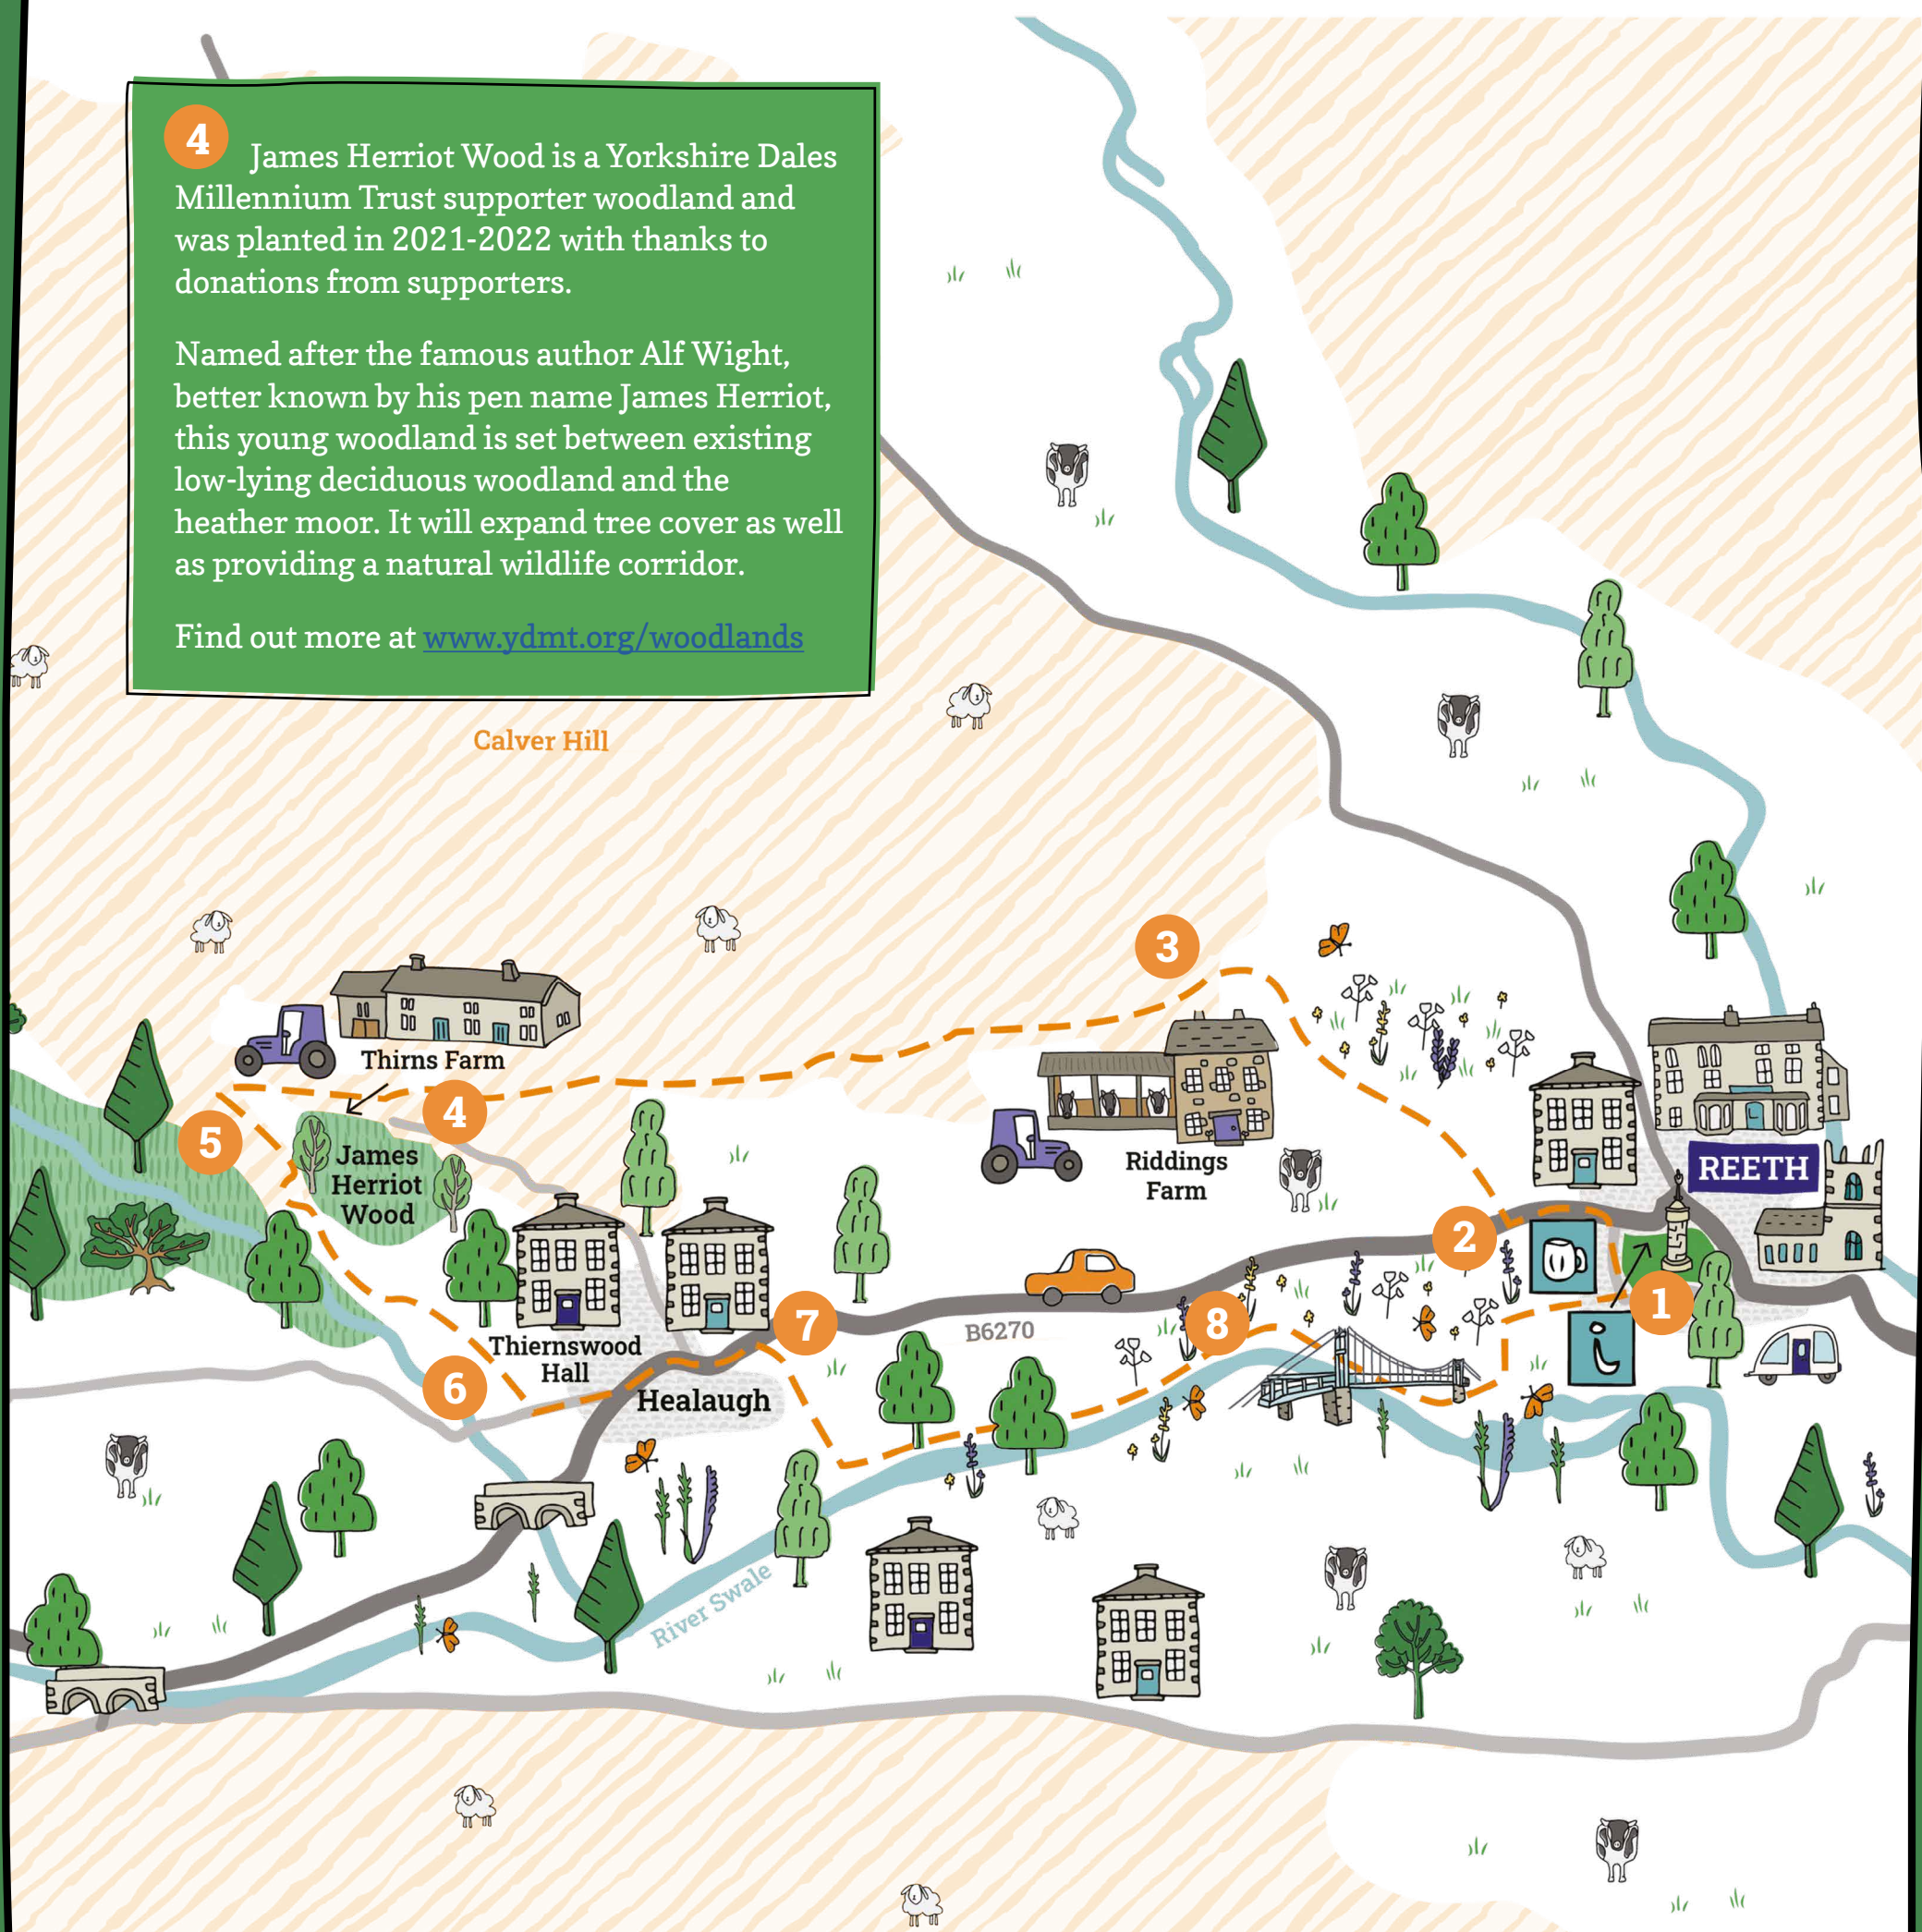 4
James Herriot Wood is a Yorkshire Dales
Millennium Trust supporter woodland and
was planted in 2021-2022 with thanks to
donations from supporters.
Named after the famous author Alf Wight,
better known by his pen name James Herriot,
this young woodland is set between existing
low-lying deciduous woodland and the
heather moor. It will expand tree cover as well
as providing a natural wildlife corridor.
Find out more at www.ydmt.org/woodlands
Calver Hill
3
Thirns Farm
4
5
James
Herriot
Wood
Riddings
Farm
REETH
2
1
7
8
B6270
i
Thiernswood
Hall
6
Healaugh
River Swale